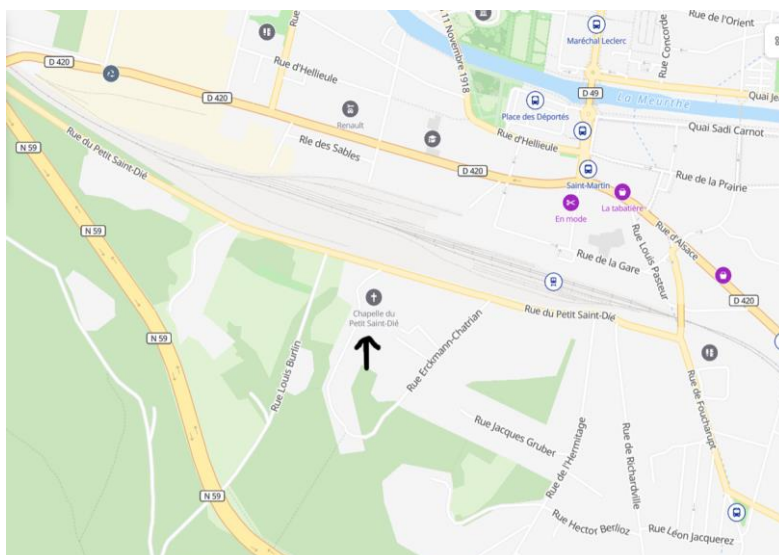 Rue de l'Orient
Maréchal Leclerc
Rue Concorde
11 Novembre 1918
Rue d'Hellieule
D 420
D 49
La Meurthe
Place des Déportés
Quai Sadi Carnot
D 420
Renault
Rue d'Hellieule
Rle des Sables
Rue du Petit Saint-Dié
D 420
Saint-Martin
Rue de la Prairie
La tabatière
En mode
Rue d'Alsace
N 59
N 59
Rue de la Gare
Rue Louis Pasteur
D 420
Chapelle du
Petit Saint-Dié
Rue du Petit Saint-Dié
N 59
Rue Louis Burlin
Rue Erckmann-Chatrian
Rue de Foucharupt
Rue Jacques Gruber
Rue de l'Hermitage
Rue de Richardville
N 59
Rue Hector Berlioz
Rue Léon Jacquerez